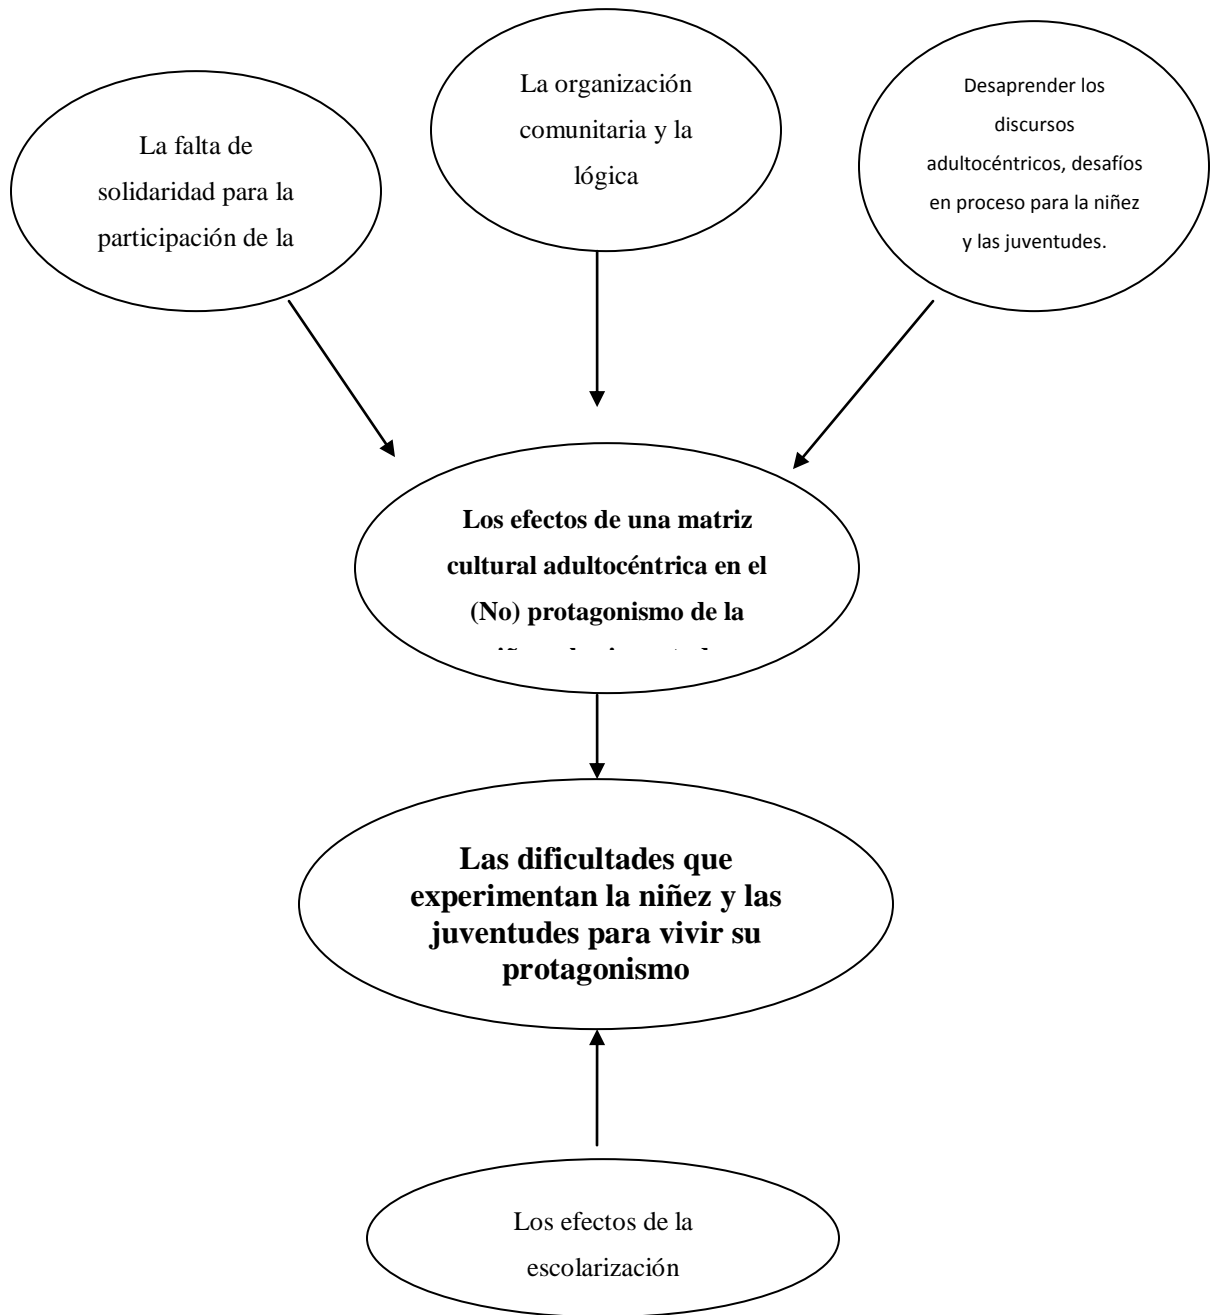 La falta de
solidaridad para la
participación de la
La organización
comunitaria y la
lógica
Desaprender los
discursos
adultocéntricos, desafíos
en proceso para la niñez
y las juventudes.
Los efectos de una matriz
cultural adultocéntrica en el
(No) protagonismo de la
Las dificultades que
experimentan la niñez y las
juventudes para vivir su
protagonismo
Los efectos de la
escolarización